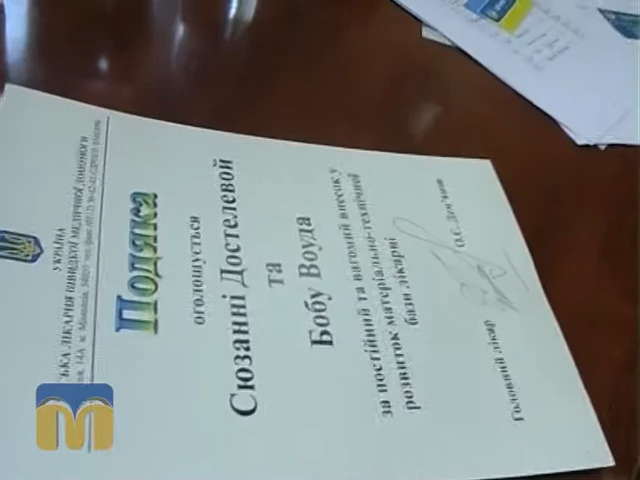 УКРАЇНА
ЛІКАРНЯ ШВИДКОЇ МЕДИЧНОЇ ДОПОМОГИ
Подяка
оголошується
Сюзанні Достелевой
та
Бобу Воуда
за постійний та вагомий внесок у
розвиток матеріально-технічної
бази лікарні
Головний лікар